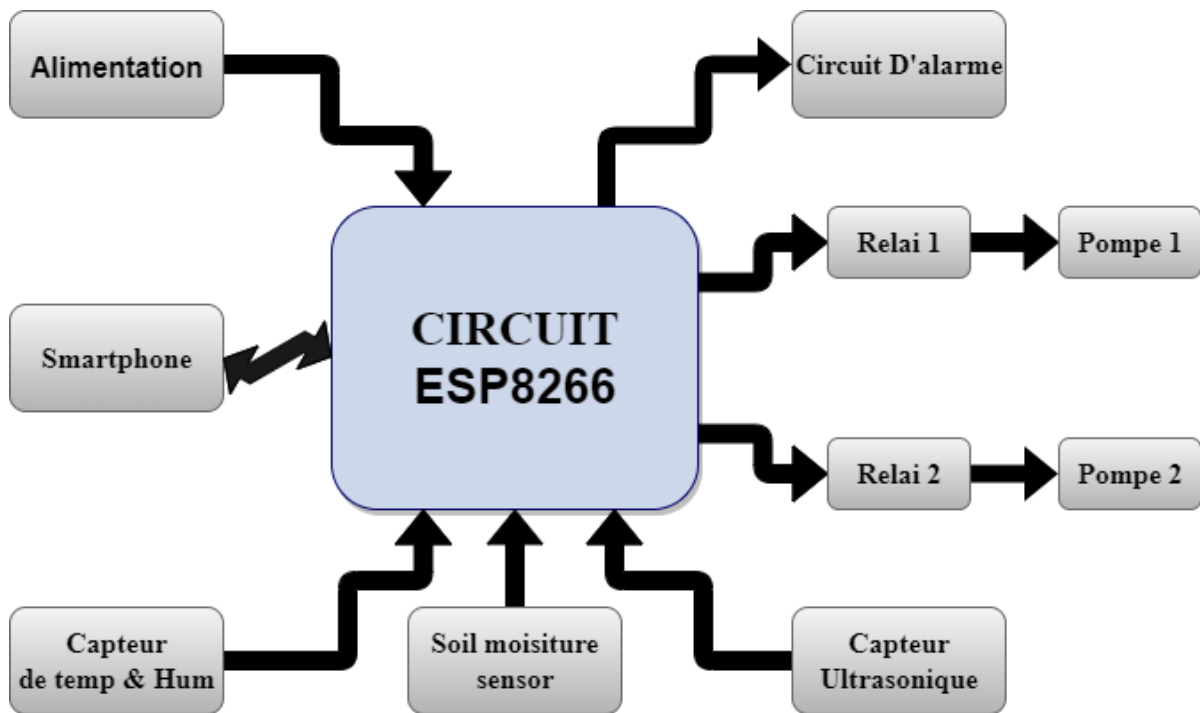 Alimentation
Circuit D'alarme
Relai 1
Pompe 1
CIRCUIT
ESP8266
Smartphone
Relai 2
Pompe 2
Capteur
de temp & Hum
Soil moisiture
sensor
Capteur
Ultrasonique